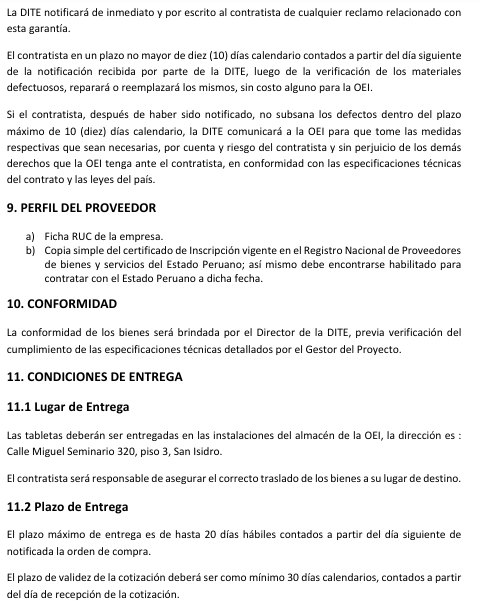 La DITE notificará de inmediato y por escrito al contratista de cualquier reclamo relacionado con
esta garantía.
El contratista en un plazo no mayor de diez (10) días calendario contados a partir del día siguiente
de la notificación recibida por parte de la DITE, luego de la verificación de los materiales
defectuosos, reparará o reemplazará los mismos, sin costo alguno para la OEI.
Si el contratista, después de haber sido notificado, no subsana los defectos dentro del plazo
máximo de 10 (diez) días calendario, la DITE comunicará a la OEI para que tome las medidas
respectivas que sean necesarias, por cuenta y riesgo del contratista y sin perjuicio de los demás
derechos que la OEI tenga ante el contratista, en conformidad con las especificaciones técnicas
del contrato y las leyes del país.
9. PERFIL DEL PROVEEDOR
a) Ficha RUC de la empresa.
b) Copia simple del certificado de Inscripción vigente en el Registro Nacional de Proveedores
de bienes y servicios del Estado Peruano; así mismo debe encontrarse habilitado para
contratar con el Estado Peruano a dicha fecha.
10. CONFORMIDAD
La conformidad de los bienes será brindada por el Director de la DITE, previa verificación del
cumplimiento de las especificaciones técnicas detallados por el Gestor del Proyecto.
11. CONDICIONES DE ENTREGA
11.1 Lugar de Entrega
Las tabletas deberán ser entregadas en las instalaciones del almacén de la OEI, la dirección es :
Calle Miguel Seminario 320, piso 3, San Isidro.
El contratista será responsable de asegurar el correcto traslado de los bienes a su lugar de destino.
11.2 Plazo de Entrega
El plazo máximo de entrega es de hasta 20 días hábiles contados a partir del día siguiente de
notificada la orden de compra.
El plazo de validez de la cotización deberá ser como mínimo 30 días calendarios, contados a partir
del día de recepción de la cotización.